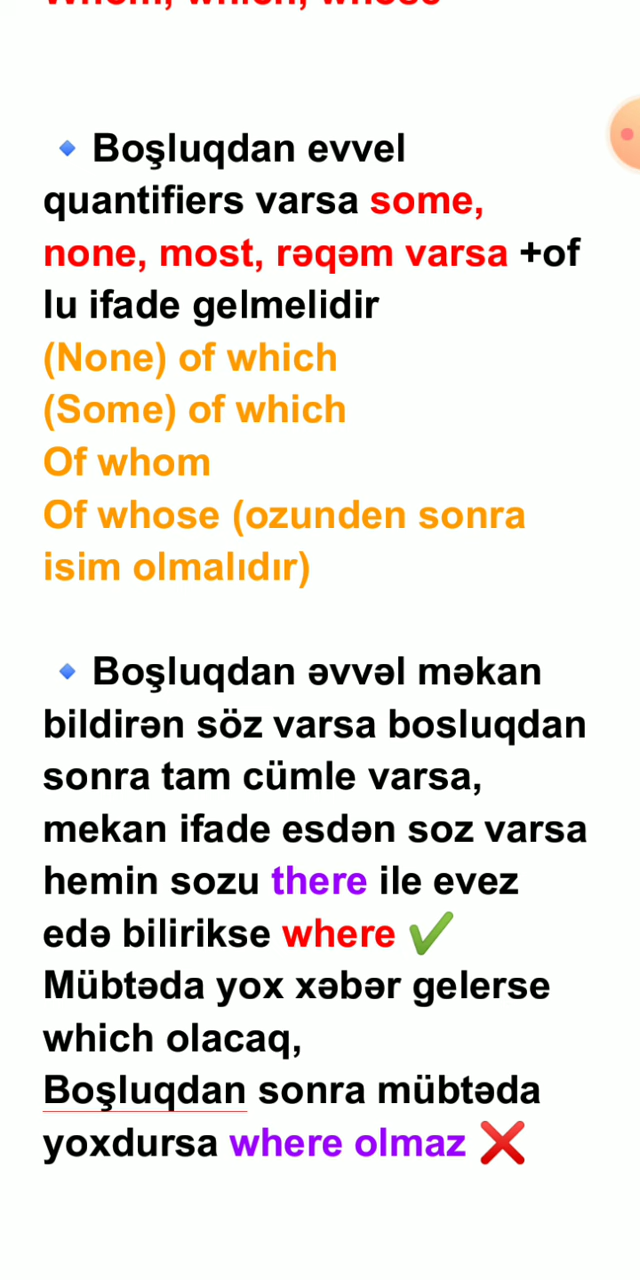 Whom, which, whose
🔹Boşluqdan evvel
quantifiers varsa some,
none, most, rəqəm varsa +of
lu ifade gelmelidir
(None) of which
(Some) of which
Of whom
Of whose (ozunden sonra
isim olmalıdır)
🔹Boşluqdan əvvəl məkan
bildirən söz varsa bosluqdan
sonra tam cümle varsa,
mekan ifade esdən soz varsa
hemin sozu there ile evez
edə bilirikse where ✔️
Mübtəda yox xəbər gelerse
which olacaq,
Boşluqdan sonra mübtəda
yoxdursa where olmaz ❌